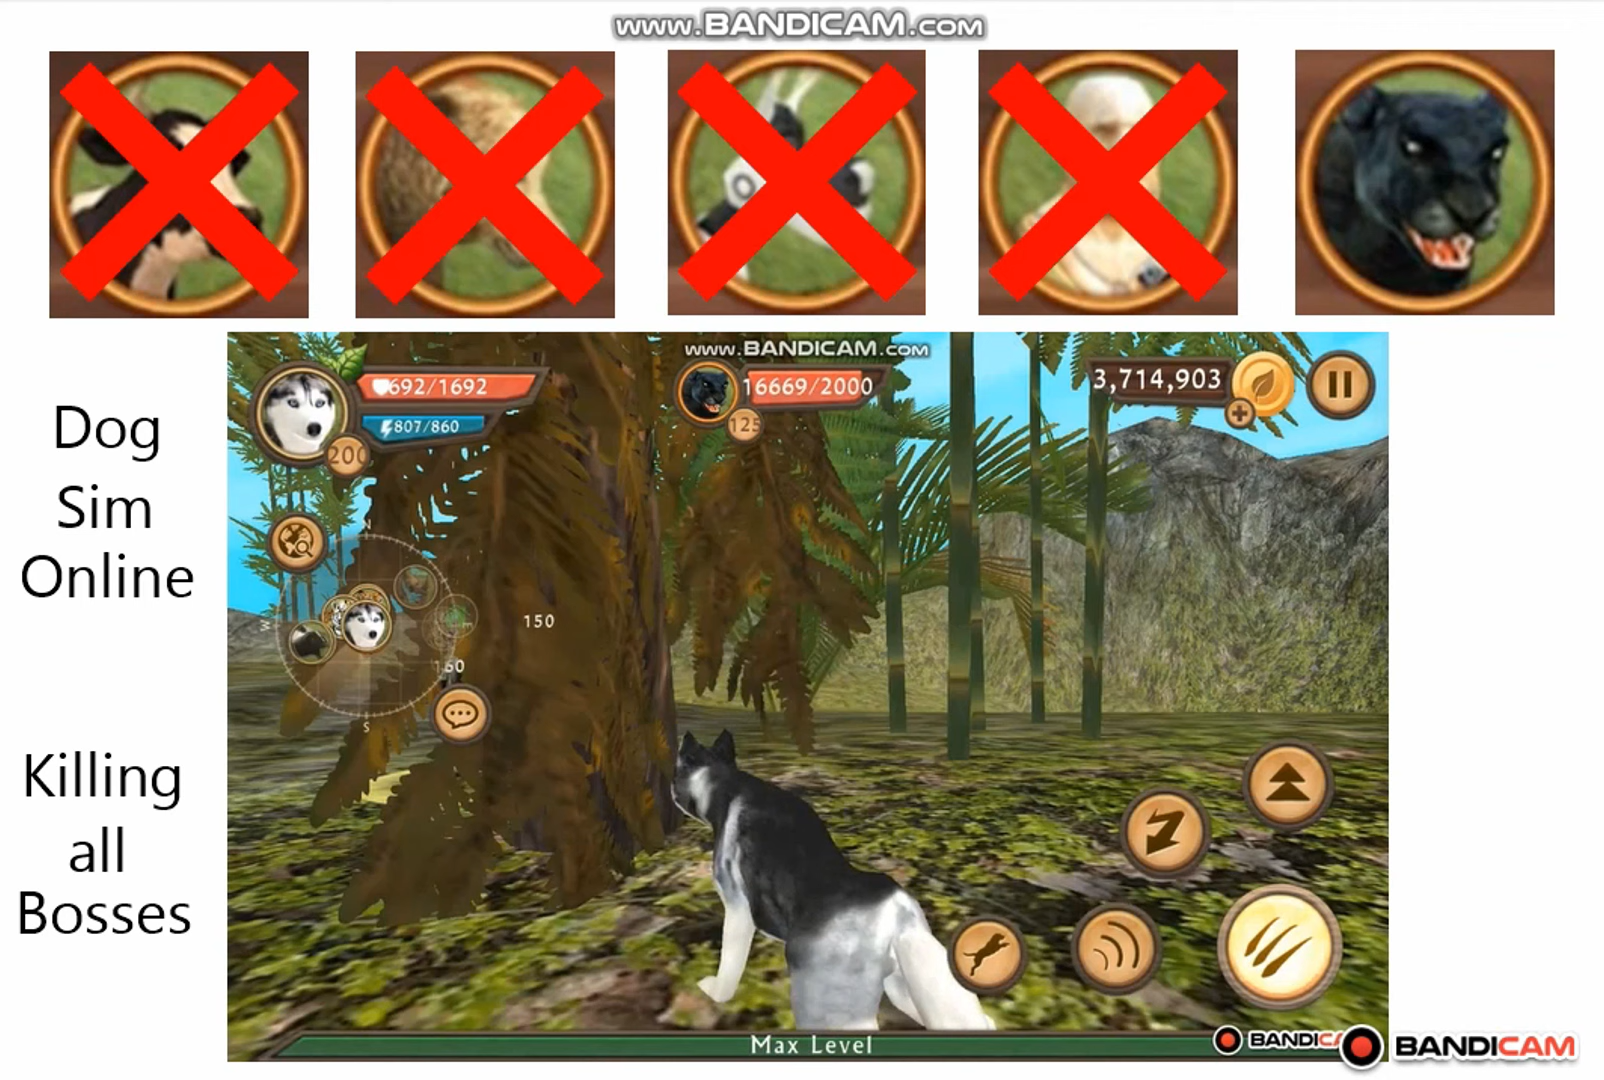 www.BANDICAM.com
www.BANDICAM.com
692/1692
807/860
200
16669/2000
125
3,714,903
Dog
Sim
Online
N
W
S
150
Killing
all
Bosses
Max Level
BANDICA
BANDICAM